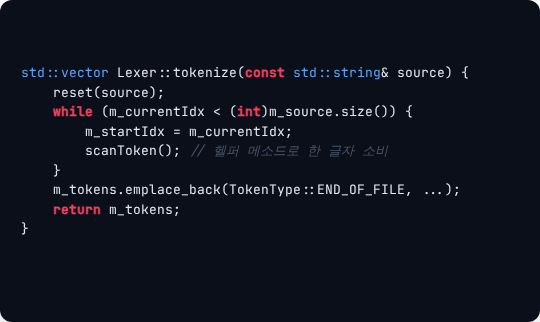 std::vector Lexer::tokenize(const std::string& source) {
    reset(source);
    while (m_currentIdx < (int)m_source.size()) {
        m_startIdx = m_currentIdx;
        scanToken(); // 헬퍼 메소드로 한 글자 소비
    }
    m_tokens.emplace_back(TokenType::END_OF_FILE, ...);
    return m_tokens;
}